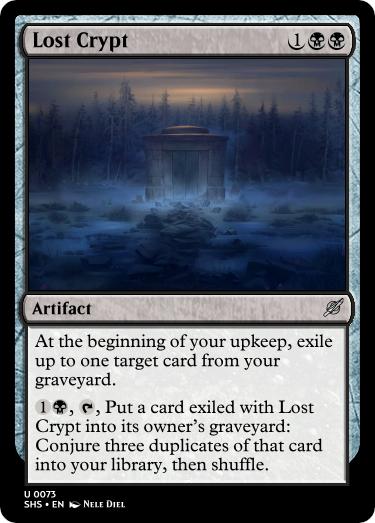 Lost Crypt 1
Artifact
At the beginning of your upkeep, exile
up to one target card from your
graveyard.
1 , , Put a card exiled with Lost
Crypt into its owner's graveyard:
Conjure three duplicates of that card
into your library, then shuffle.
U 0073
SHS • EN Nele Diel